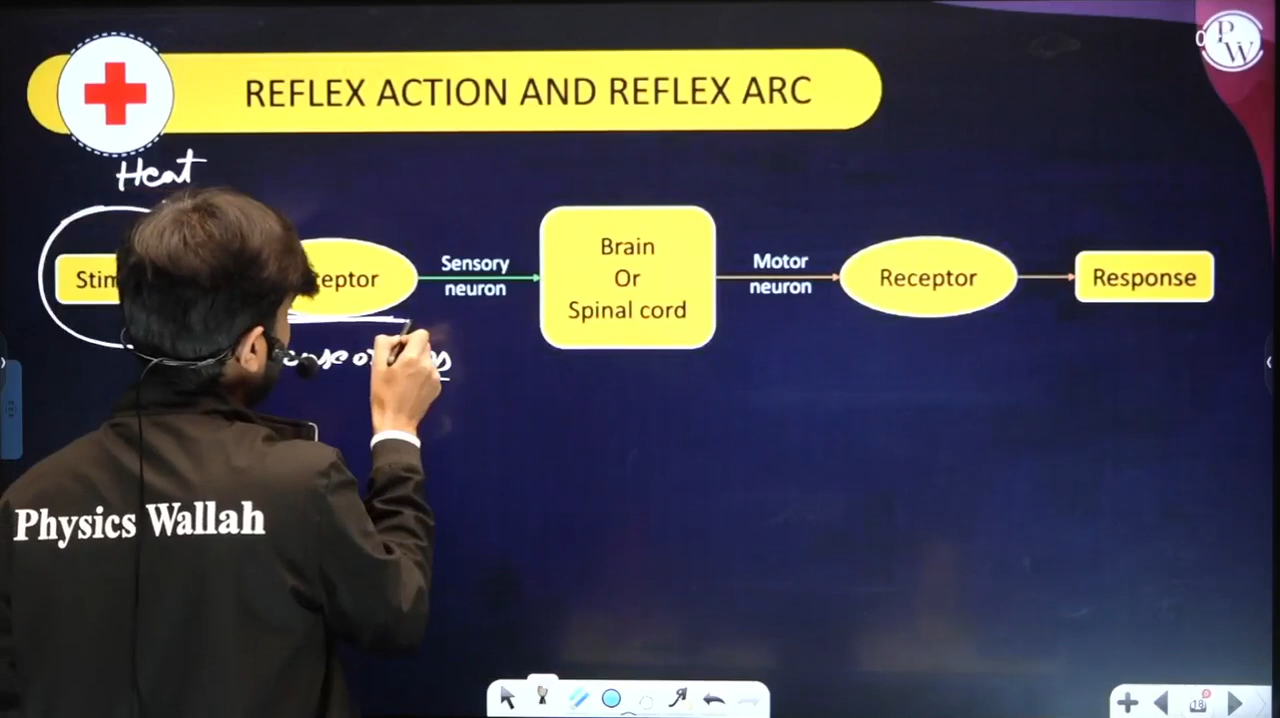 REFLEX ACTION AND REFLEX ARC
PW
Heat
Stim
eptor
Sensory
neuron
Brain
Or
Spinal cord
Motor
neuron
Receptor
Response
Physics Wallah
18